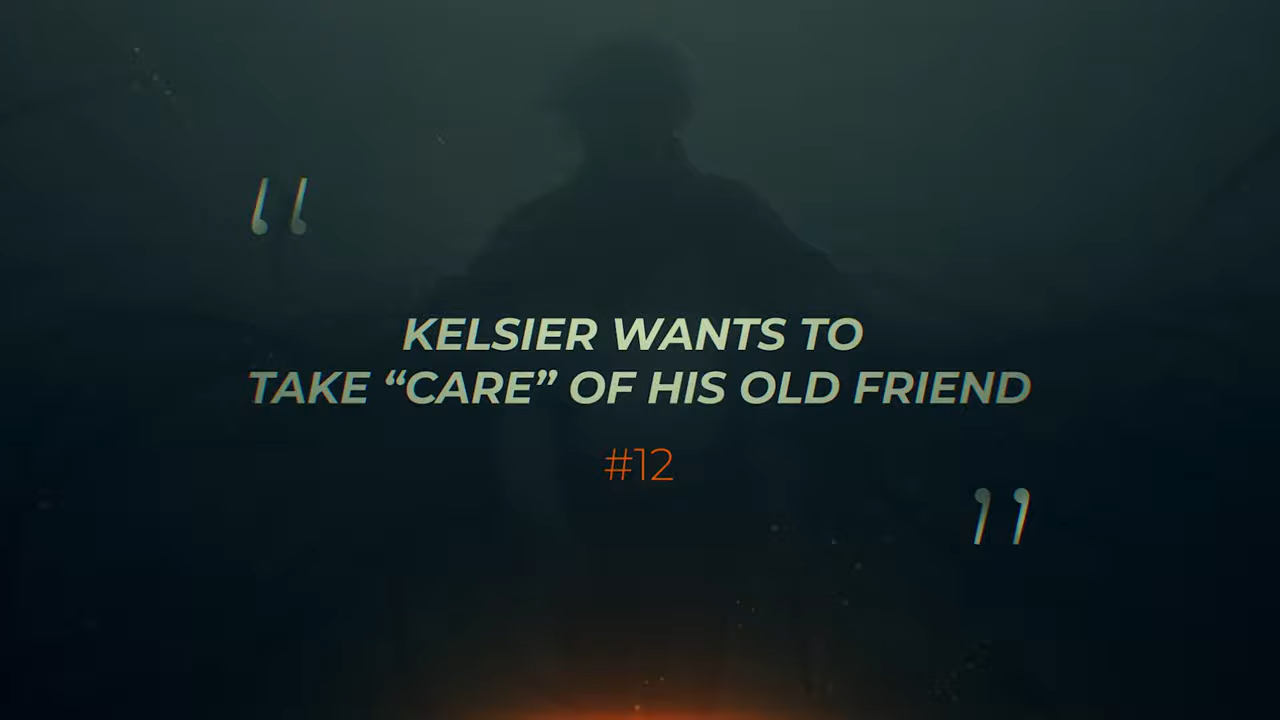 “
KELSIER WANTS TO
TAKE “CARE” OF HIS OLD FRIEND
#12
”